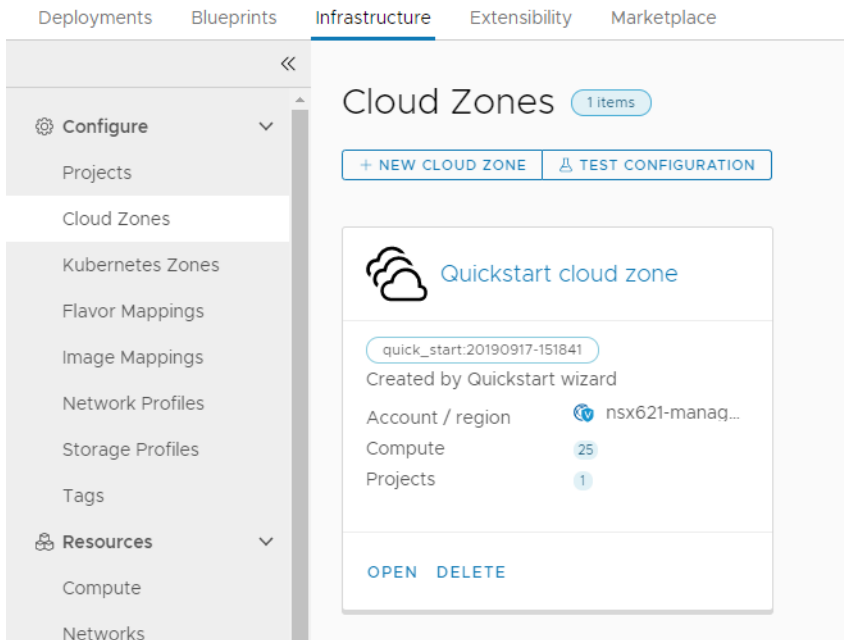 Deployments Blueprints Infrastructure Extensibility Marketplace
Configure
Projects
Cloud Zones
Kubernetes Zones
Flavor Mappings
Image Mappings
Network Profiles
Storage Profiles
Tags
Resources
Compute
Networks
Cloud Zones 1 items
+ NEW CLOUD ZONE TEST CONFIGURATION
Quickstart cloud zone
quick_start:20190917-151841
Created by Quickstart wizard
Account / region nsx621-manag...
Compute 25
Projects 1
OPEN DELETE